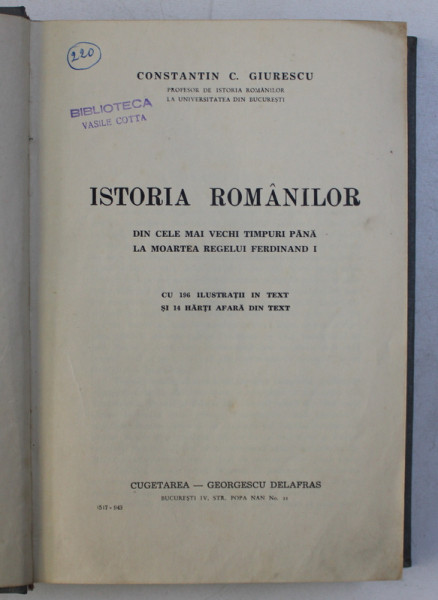 220
CONSTANTIN C. GIURESCU
PROFESOR DE ISTORIA ROMÂNILOR
LA UNIVERSITATEA DIN BUCUREȘTI
BIBLIOTECA
VASILE COTTA
ISTORIA ROMÂNILOR
DIN CELE MAI VECHI TIMPURI PÂNĂ
LA MOARTEA REGELUI FERDINAND I
CU 196 ILUSTRAȚII IN TEXT
ȘI 14 HĂRȚI AFARĂ DIN TEXT
CUGETAREA — GEORGESCU DELAFRAS
BUCUREȘTI IV, STR. POPA NAN No.